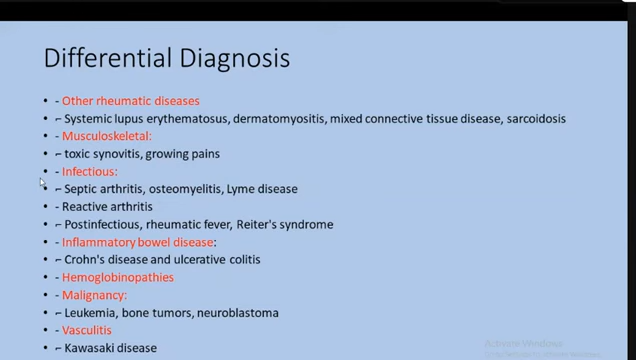 Differential Diagnosis
• - Other rheumatic diseases
• ⌐ Systemic lupus erythematosus, dermatomyositis, mixed connective tissue disease, sarcoidosis
• - Musculoskeletal:
• ⌐ toxic synovitis, growing pains
• - Infectious:
• ⌐ Septic arthritis, osteomyelitis, Lyme disease
• - Reactive arthritis
• ⌐ Postinfectious, rheumatic fever, Reiter's syndrome
• - Inflammatory bowel disease:
• ⌐ Crohn's disease and ulcerative colitis
• - Hemoglobinopathies
• - Malignancy:
• ⌐ Leukemia, bone tumors, neuroblastoma
• - Vasculitis
• ⌐ Kawasaki disease
Activate Windows